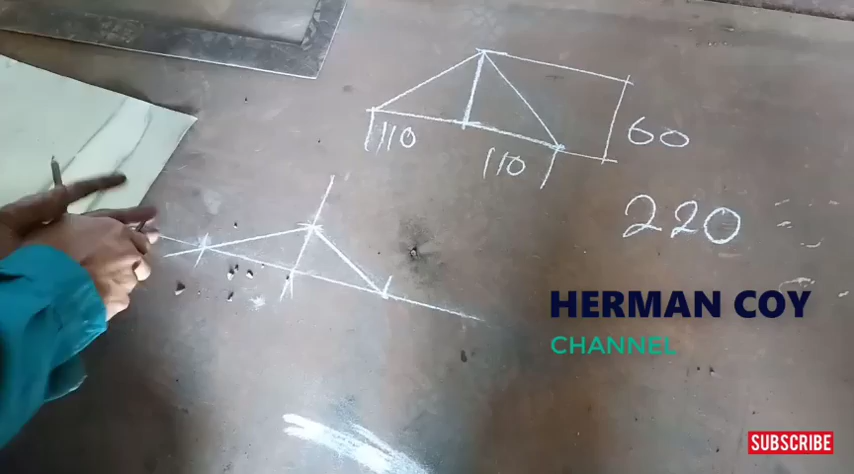 110
110
60
220 =
HERMAN COY
CHANNEL
SUBSCRIBE